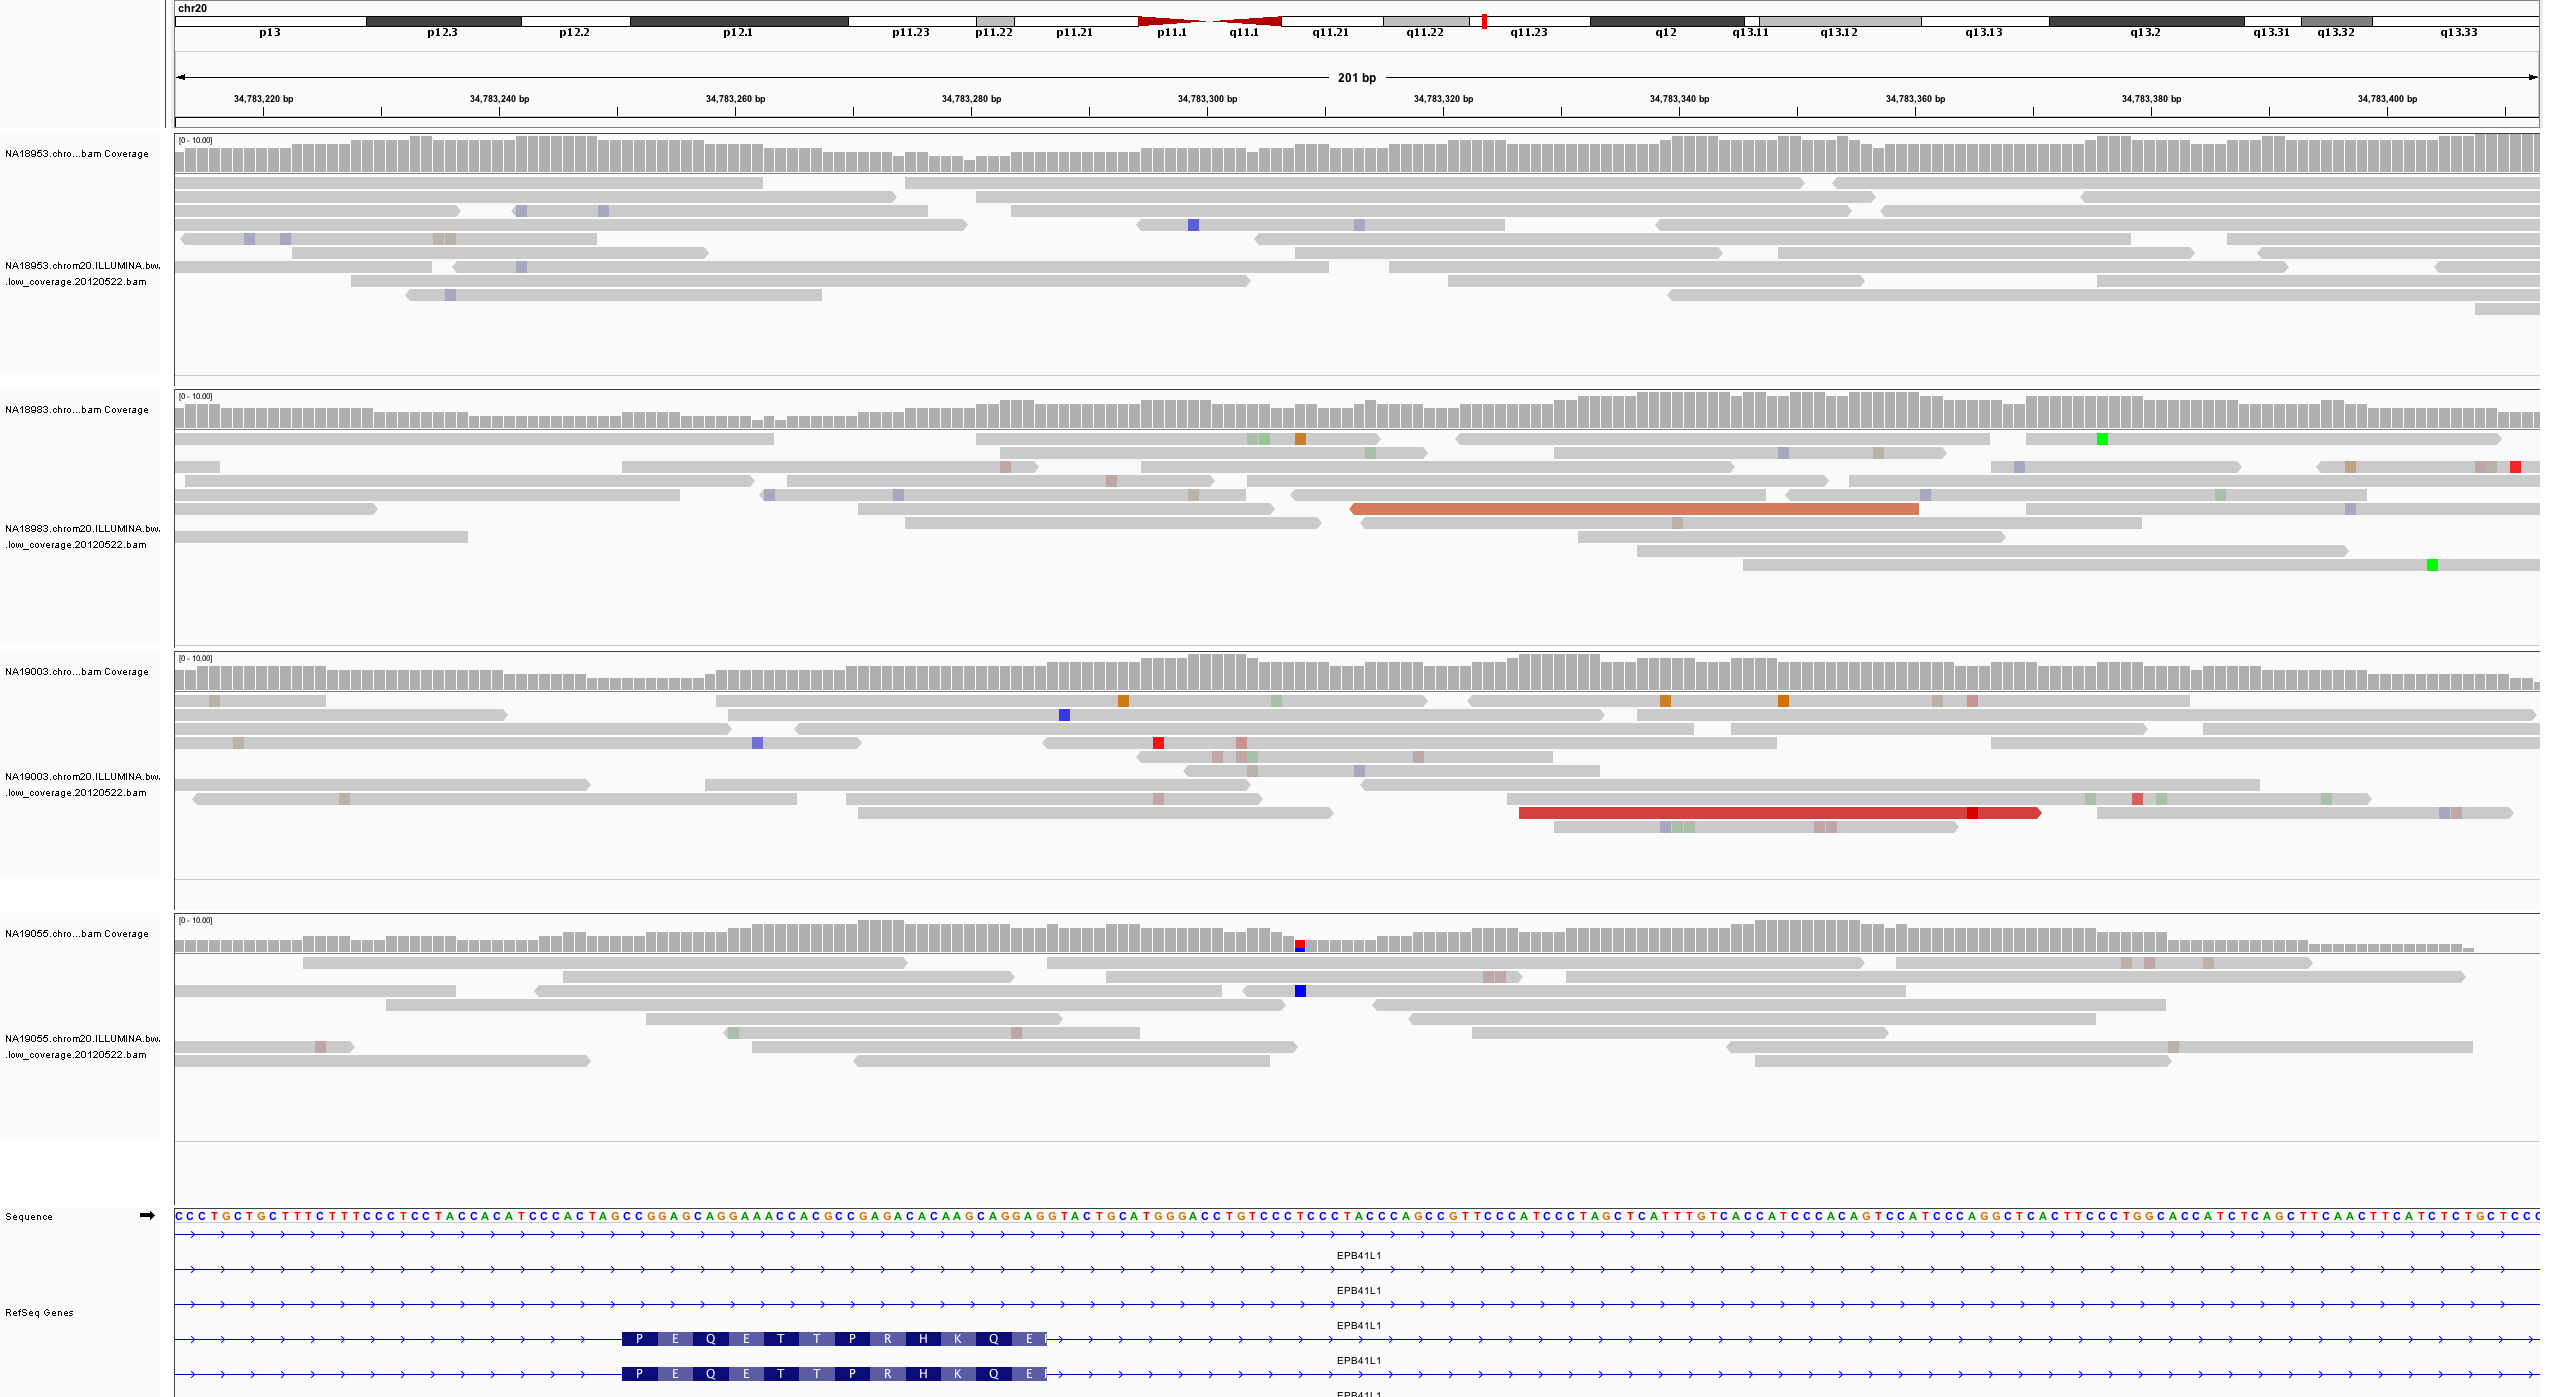 chr20
p13 p12.3 p12.2 p12.1 p11.23 p11.22 p11.21 p11.1 q11.1 q11.21 q11.22 q11.23 q12 q13.11 q13.12 q13.13 q13.2 q13.31 q13.32 q13.33
201 bp
34,783,220 bp 34,783,240 bp 34,783,260 bp 34,783,280 bp 34,783,300 bp 34,783,320 bp 34,783,340 bp 34,783,360 bp 34,783,380 bp 34,783,400 bp
[0 - 10.00]
NA18953.chro...bam Coverage
NA18953.chrom20.ILLUMINA.bw.
.low_coverage.20120522.bam
[0 - 10.00]
NA18983.chro...bam Coverage
NA18983.chrom20.ILLUMINA.bw.
.low_coverage.20120522.bam
[0 - 10.00]
NA19003.chro...bam Coverage
NA19003.chrom20.ILLUMINA.bw.
.low_coverage.20120522.bam
[0 - 10.00]
NA19055.chro...bam Coverage
NA19055.chrom20.ILLUMINA.bw.
.low_coverage.20120522.bam
Sequence
C C C T G C T G C T T T C T T T C C C T C C T A C C A C A T C C C A C T A G C C G G A G C A G G A A A C C A C G C C G A G A C A C A A G C A G G A G G T A C T G C A T G G G A C C T G T C C C T C C C T A C C C A G C C G T T C C C A T C C C T A G C T C A T T T G T C A C C A T C C C A C A G T C C A T C C C A G G C T C A C T T C C C T G G C A C C A T C T C A G C T T C A A C T T C A T C T C T G C T C C C
EPB41L1
EPB41L1
RefSeq Genes
EPB41L1
P E Q E T T P R H K Q E
EPB41L1
P E Q E T T P R H K Q E
EPB41L1